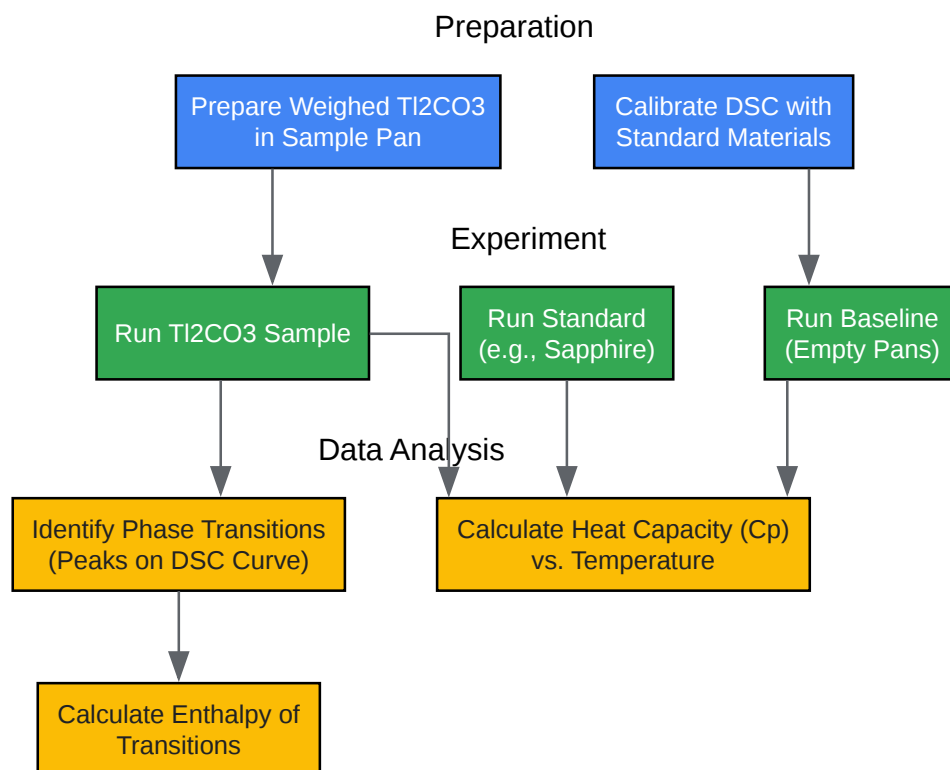 Preparation
Prepare Weighed Tl2CO3
in Sample Pan
Calibrate DSC with
Standard Materials
Experiment
Run Tl2CO3 Sample
Run Standard
(e.g., Sapphire)
Run Baseline
(Empty Pans)
Data Analysis
Identify Phase Transitions
(Peaks on DSC Curve)
Calculate Heat Capacity (Cp)
vs. Temperature
Calculate Enthalpy of
Transitions